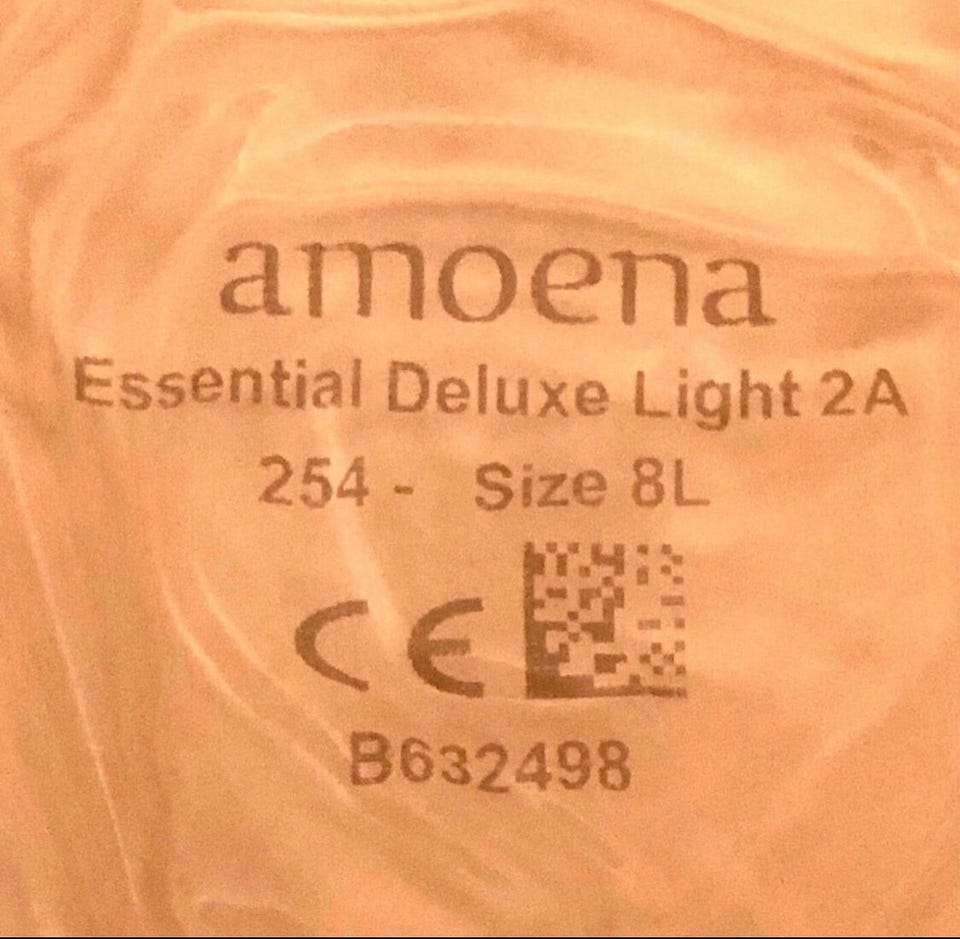 amoena
Essential Deluxe Light 2A
254 - Size 8L
CE
B632498